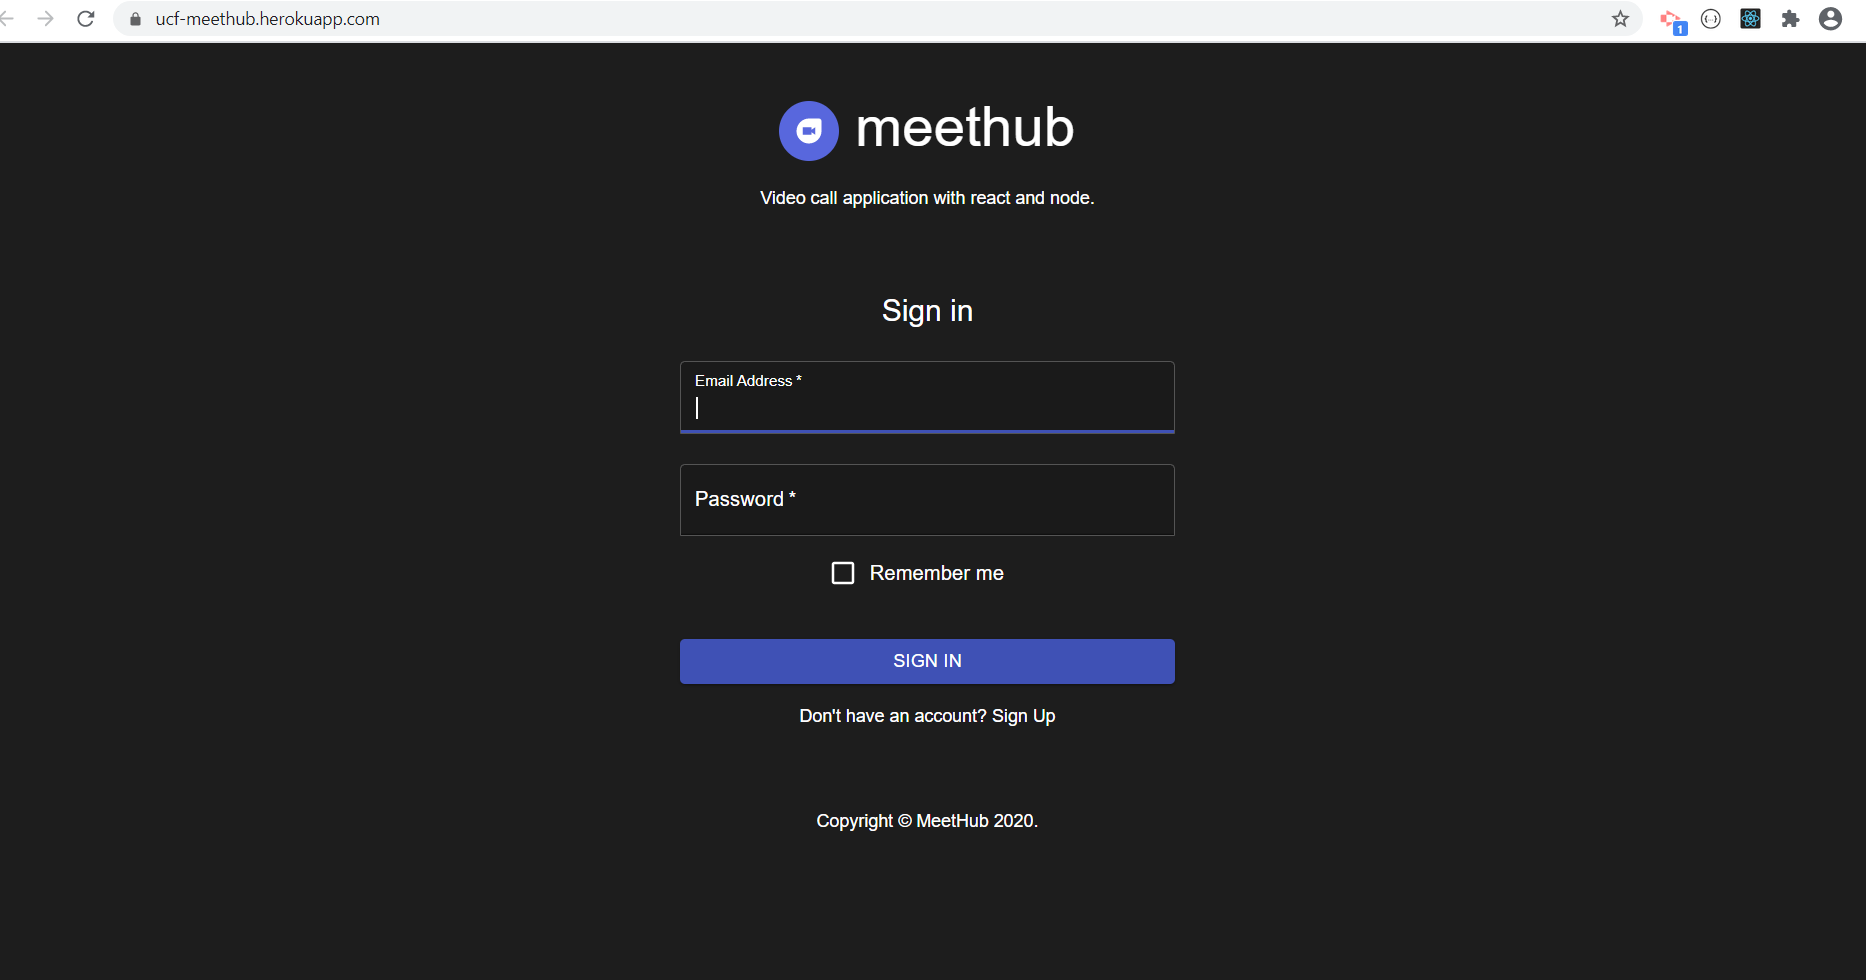 ucf-meethub.herokuapp.com
1
meethub
Video call application with react and node.
Sign in
Email Address *
Password *
Remember me
SIGN IN
Don't have an account? Sign Up
Copyright © MeetHub 2020.